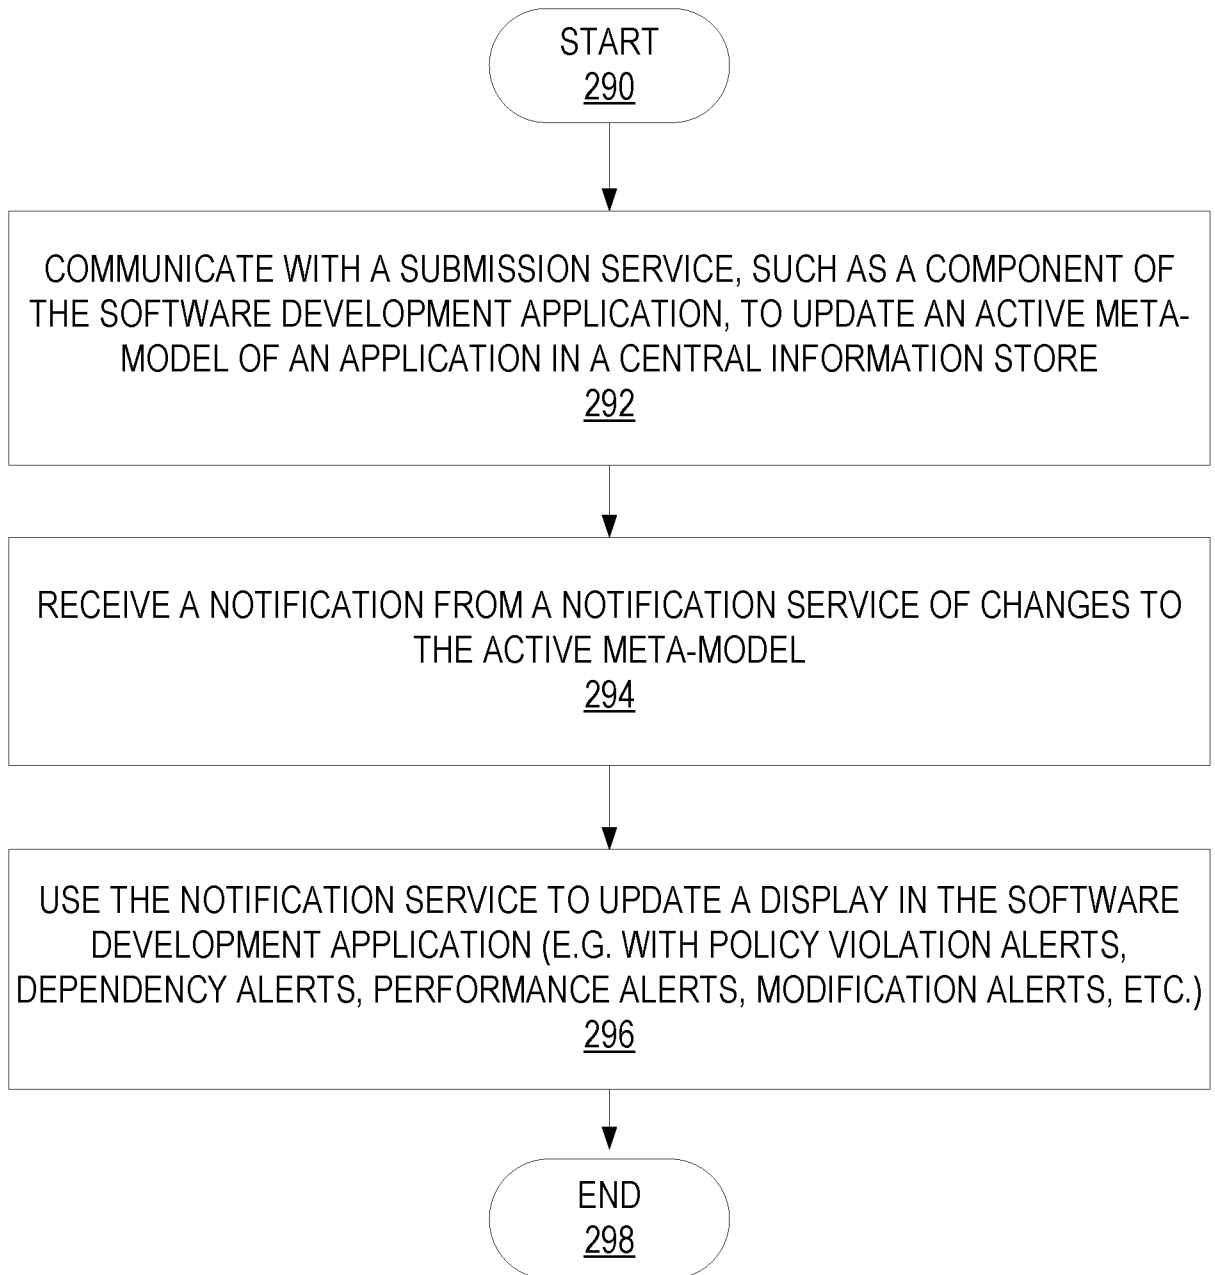 START
290
COMMUNICATE WITH A SUBMISSION SERVICE, SUCH AS A COMPONENT OF
THE SOFTWARE DEVELOPMENT APPLICATION, TO UPDATE AN ACTIVE META-
MODEL OF AN APPLICATION IN A CENTRAL INFORMATION STORE
292
RECEIVE A NOTIFICATION FROM A NOTIFICATION SERVICE OF CHANGES TO
THE ACTIVE META-MODEL
294
USE THE NOTIFICATION SERVICE TO UPDATE A DISPLAY IN THE SOFTWARE
DEVELOPMENT APPLICATION (E.G. WITH POLICY VIOLATION ALERTS,
DEPENDENCY ALERTS, PERFORMANCE ALERTS, MODIFICATION ALERTS, ETC.)
296
END
298